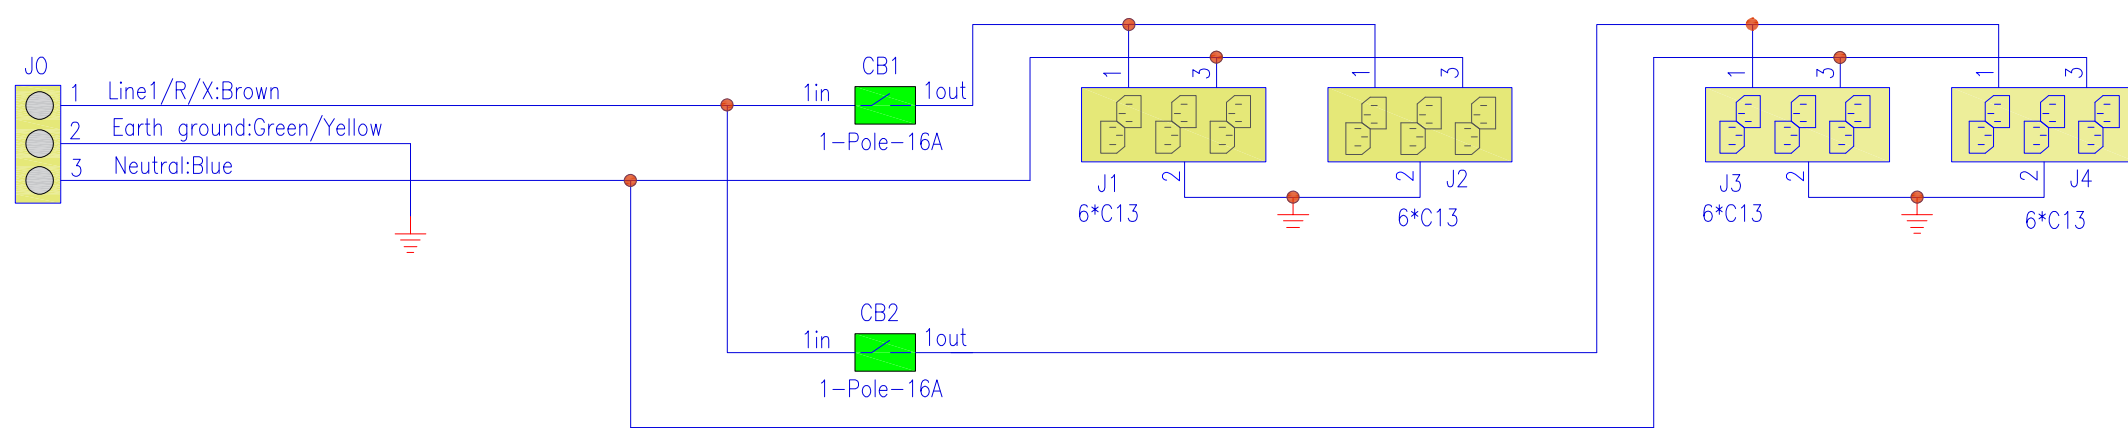 J0
1 Line1/R/X:Brown
2 Earth ground:Green/Yellow
3 Neutral:Blue
CB1
1in 1out
1-Pole-16A
CB2
1in 1out
1-Pole-16A
1 3
2
J1
6*C13
1 3
2
J2
6*C13
1 3
2
J3
6*C13
1 3
2
J4
6*C13